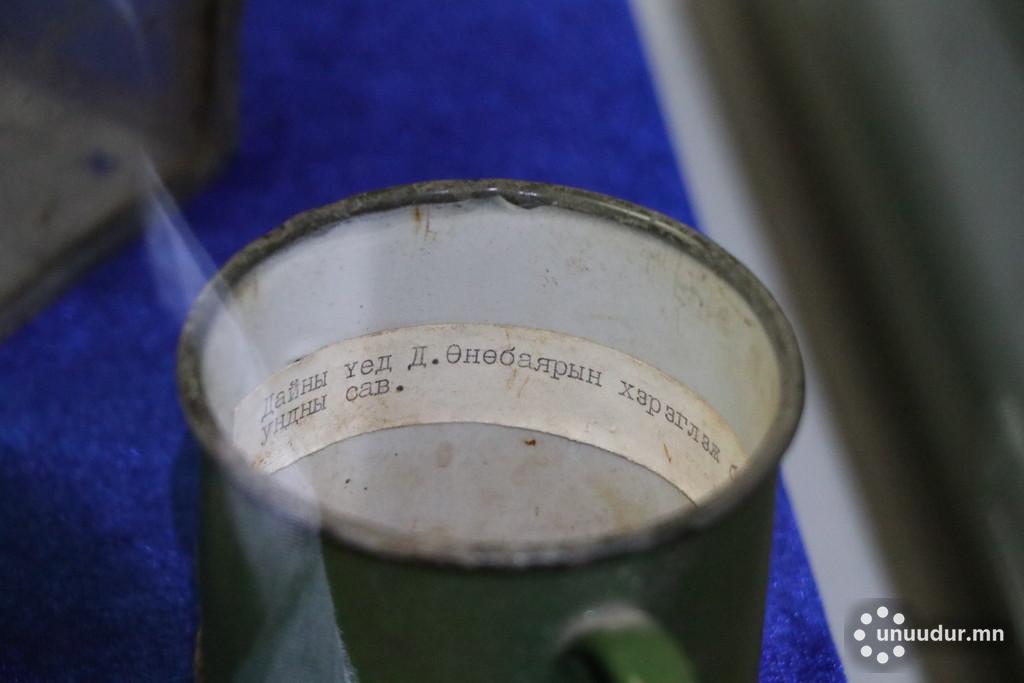 Дайны үед Д.Өнөбаярын хэрэглэж
ундны сав.
unuudur.mn